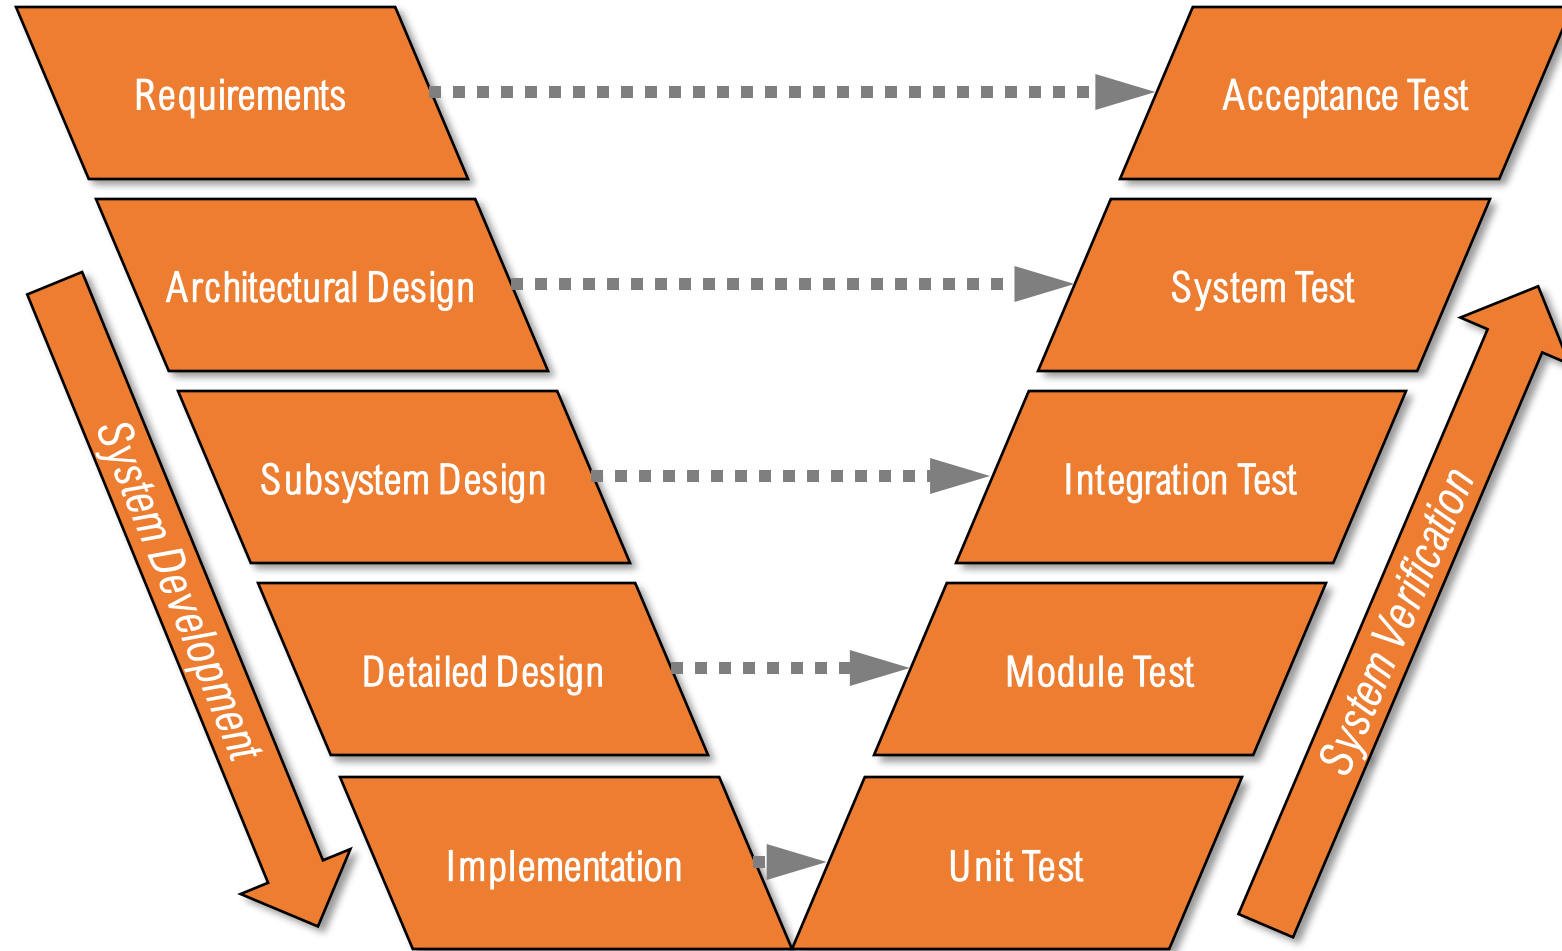 Requirements
Acceptance Test
Architectural Design
System Test
Subsystem Design
Integration Test
Detailed Design
Module Test
Implementation
Unit Test
System Development
System Verification